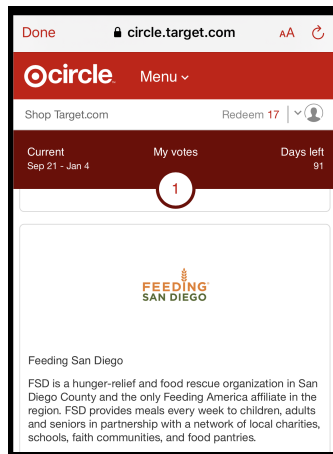 Done circle.target.com AA
circle. Menu
Shop Target.com Redeem 17
Current My votes Days left
Sep 21 - Jan 4 91
1
FEEDING
SAN DIEGO
Feeding San Diego
FSD is a hunger-relief and food rescue organization in San
Diego County and the only Feeding America affiliate in the
region. FSD provides meals every week to children, adults
and seniors in partnership with a network of local charities,
schools, faith communities, and food pantries.